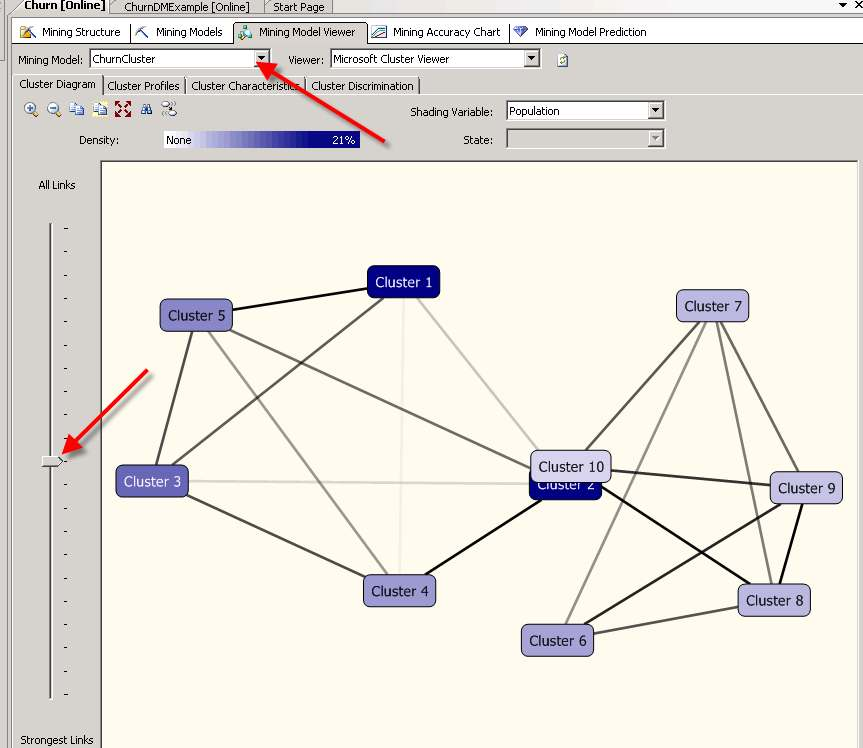 Churn [Online] ChurnDMExample [Online] Start Page
Mining Structure Mining Models Mining Model Viewer Mining Accuracy Chart Mining Model Prediction
Mining Model: ChurnCluster Viewer: Microsoft Cluster Viewer
Cluster Diagram Cluster Profiles Cluster Characteristics Cluster Discrimination
Shading Variable: Population
Density: None 21% State:
All Links
Cluster 1
Cluster 5
Cluster 7
Cluster 10
Cluster 3
Cluster 2
Cluster 9
Cluster 4
Cluster 8
Cluster 6
Strongest Links